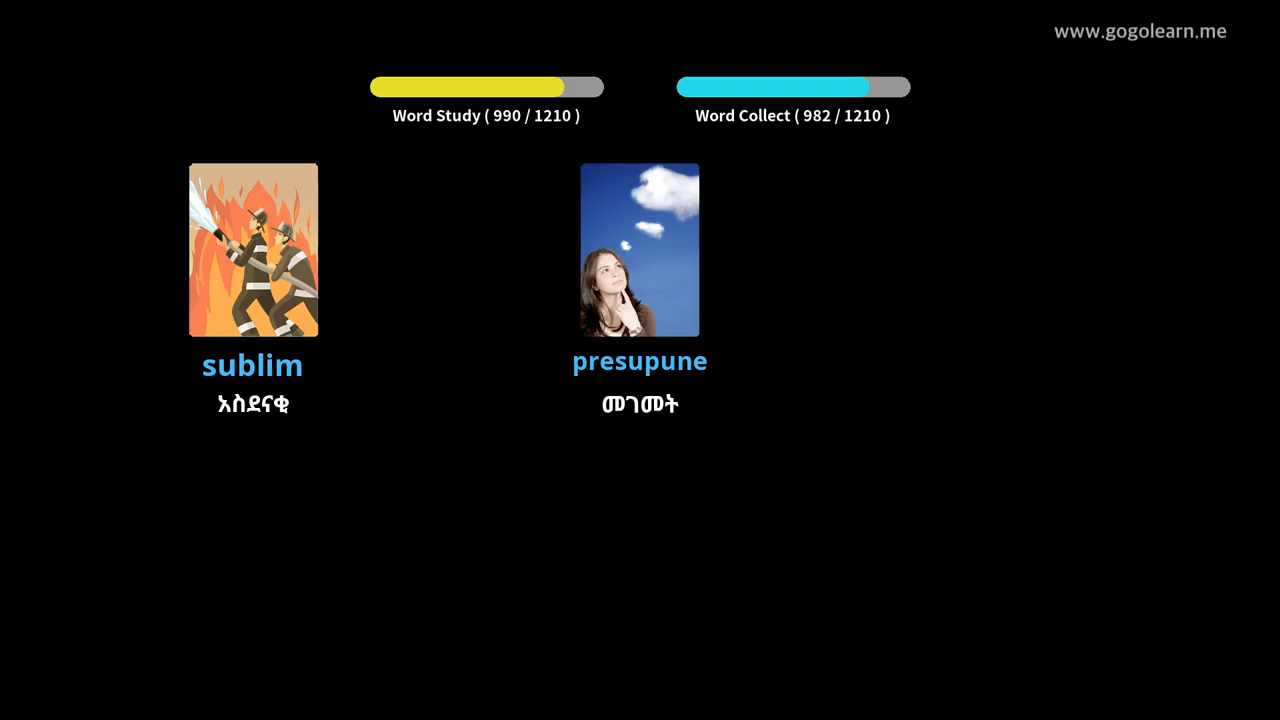 www.gogolearn.me
Word Study ( 990 / 1210 )
Word Collect ( 982 / 1210 )
sublim
presupune
አስደናቂ
መገመት